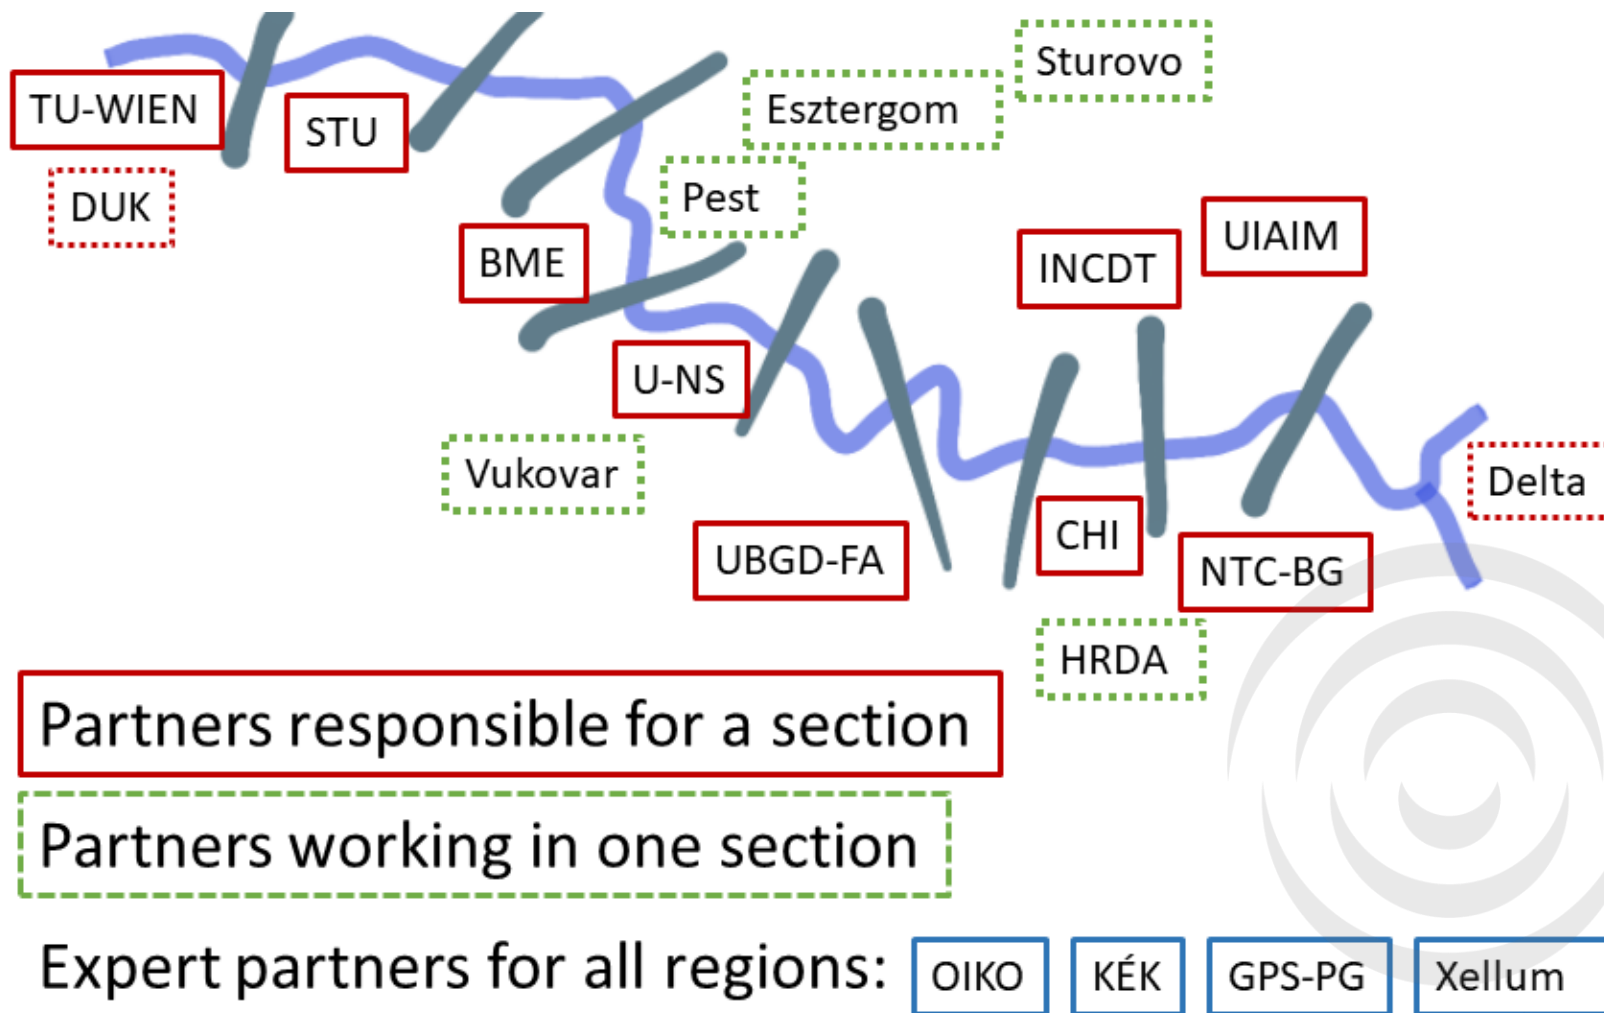 Sturovo
TU-WIEN
STU
Esztergom
DUK
Pest
BME
INCDT
UIAIM
U-NS
Vukovar
Delta
UBGD-FA
CHI
NTC-BG
HRDA
Partners responsible for a section
Partners working in one section
Expert partners for all regions: OIKO KÉK GPS-PG Xellum